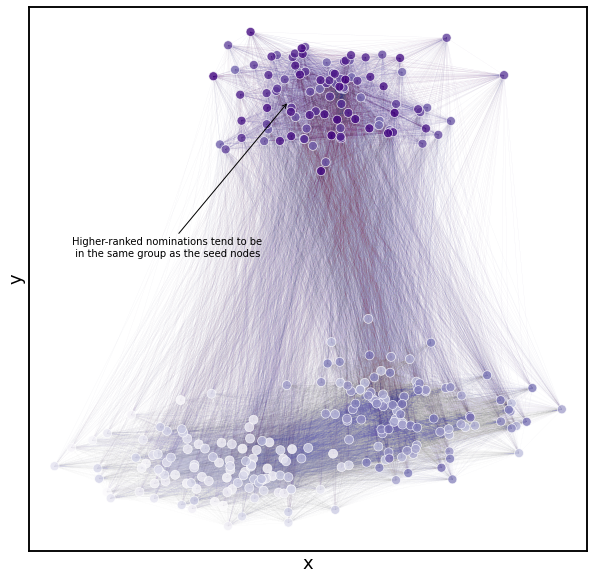 Higher-ranked nominations tend to be
in the same group as the seed nodes
y
x